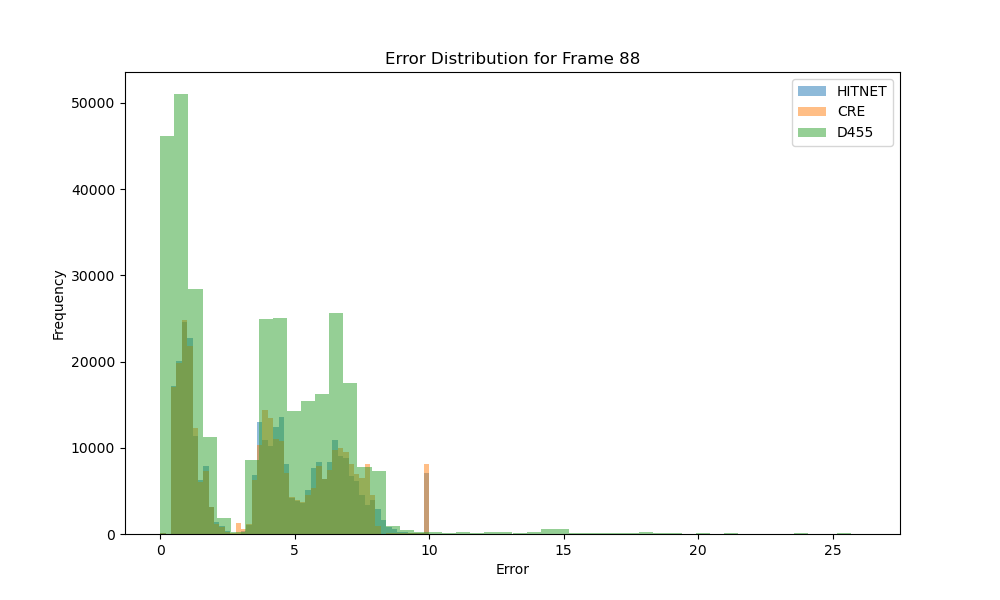 Error Distribution for Frame 88
HITNET
CRE
D455
50000
40000
30000
20000
10000
0
Frequency
0 5 10 15 20 25
Error